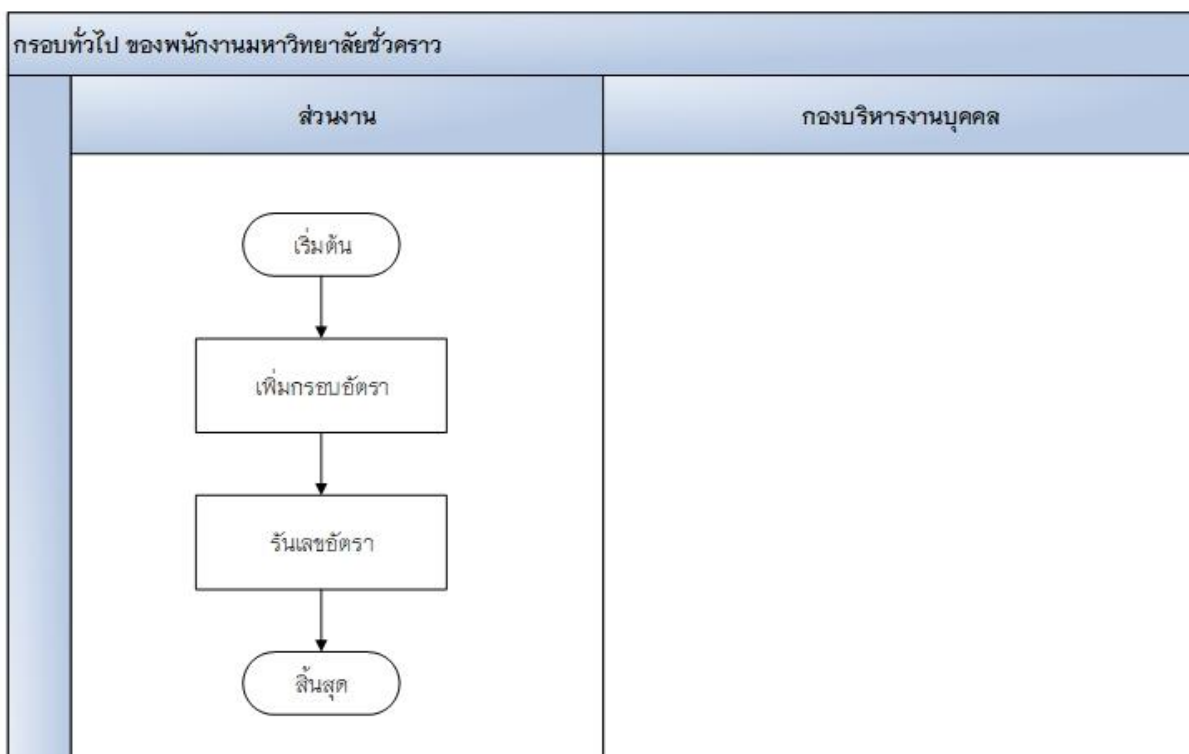 กรอบทั่วไป ของพนักงานมหาวิทยาลัยชั่วคราว
ส่วนงาน
กองบริหารงานบุคคล
เริ่มต้น
เพิ่มกรอบอัตรา
รันเลขอัตรา
สิ้นสุด